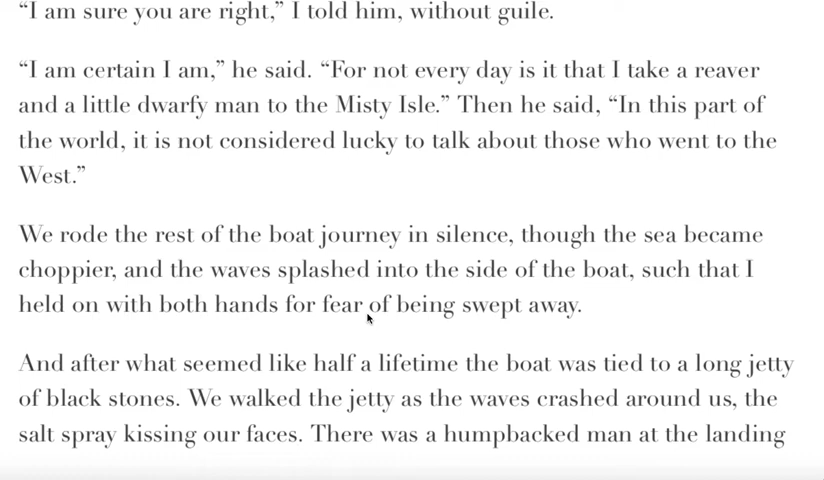 “I am sure you are right,” I told him, without guile.
“I am certain I am,” he said. “For not every day is it that I take a reaver
and a little dwarfy man to the Misty Isle.” Then he said, “In this part of
the world, it is not considered lucky to talk about those who went to the
West.”
We rode the rest of the boat journey in silence, though the sea became
choppier, and the waves splashed into the side of the boat, such that I
held on with both hands for fear of being swept away.
And after what seemed like half a lifetime the boat was tied to a long jetty
of black stones. We walked the jetty as the waves crashed around us, the
salt spray kissing our faces. There was a humpbacked man at the landing